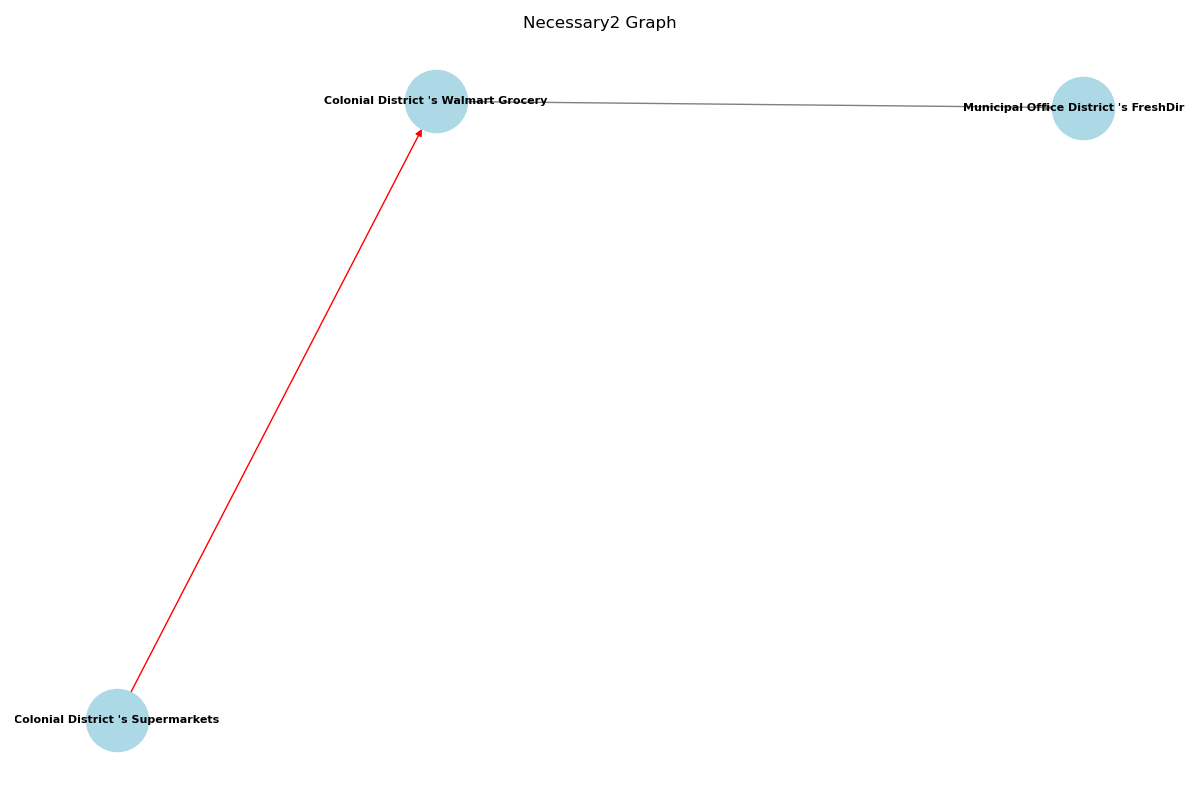 Necessary2 Graph
Colonial District 's Walmart Grocery
Municipal Office District 's FreshDir
Colonial District 's Supermarkets